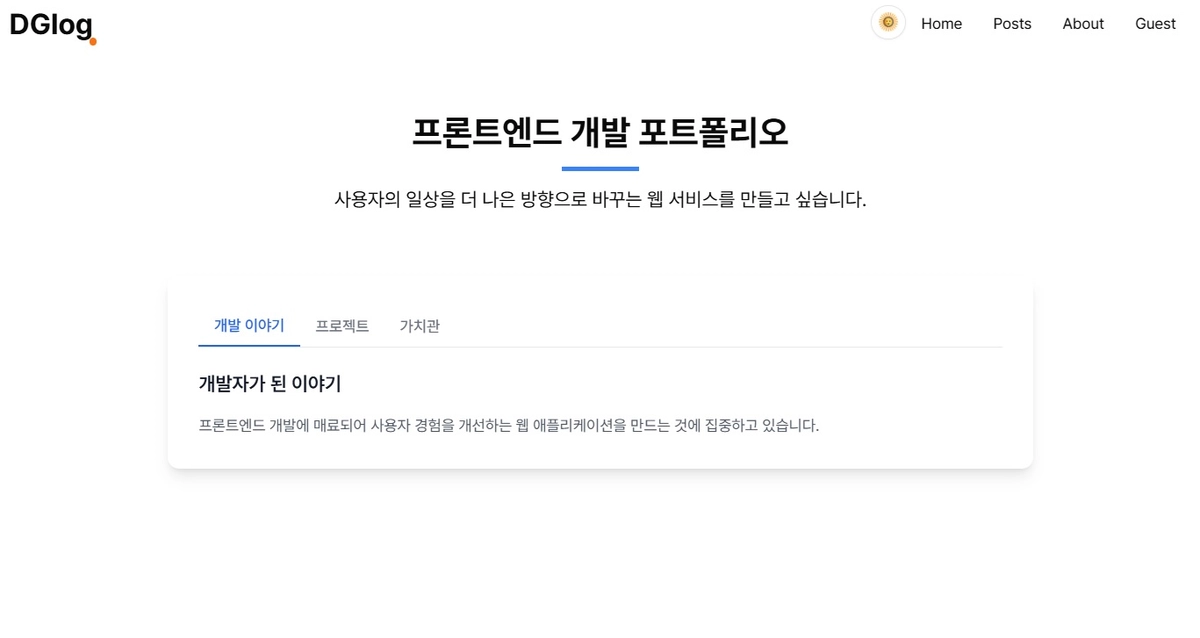 DGlog.
Home Posts About Guest
프론트엔드 개발 포트폴리오
사용자의 일상을 더 나은 방향으로 바꾸는 웹 서비스를 만들고 싶습니다.
개발 이야기 프로젝트 가치관
개발자가 된 이야기
프론트엔드 개발에 매료되어 사용자 경험을 개선하는 웹 애플리케이션을 만드는 것에 집중하고 있습니다.